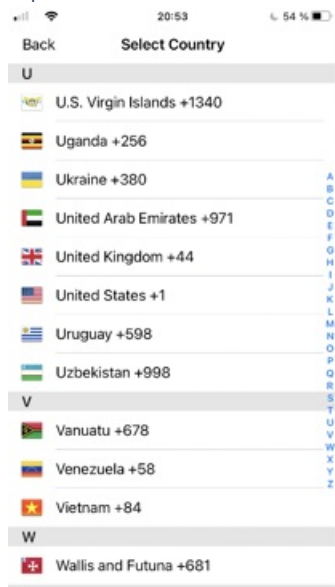 20:53
54 %
Back
Select Country
U
U.S. Virgin Islands +1340
Uganda +256
Ukraine +380
United Arab Emirates +971
United Kingdom +44
United States +1
Uruguay +598
Uzbekistan +998
V
Vanuatu +678
Venezuela +58
Vietnam +84
W
Wallis and Futuna +681
A
B
C
D
E
F
G
H
I
J
K
L
M
N
O
P
Q
R
S
T
U
V
W
X
Y
Z